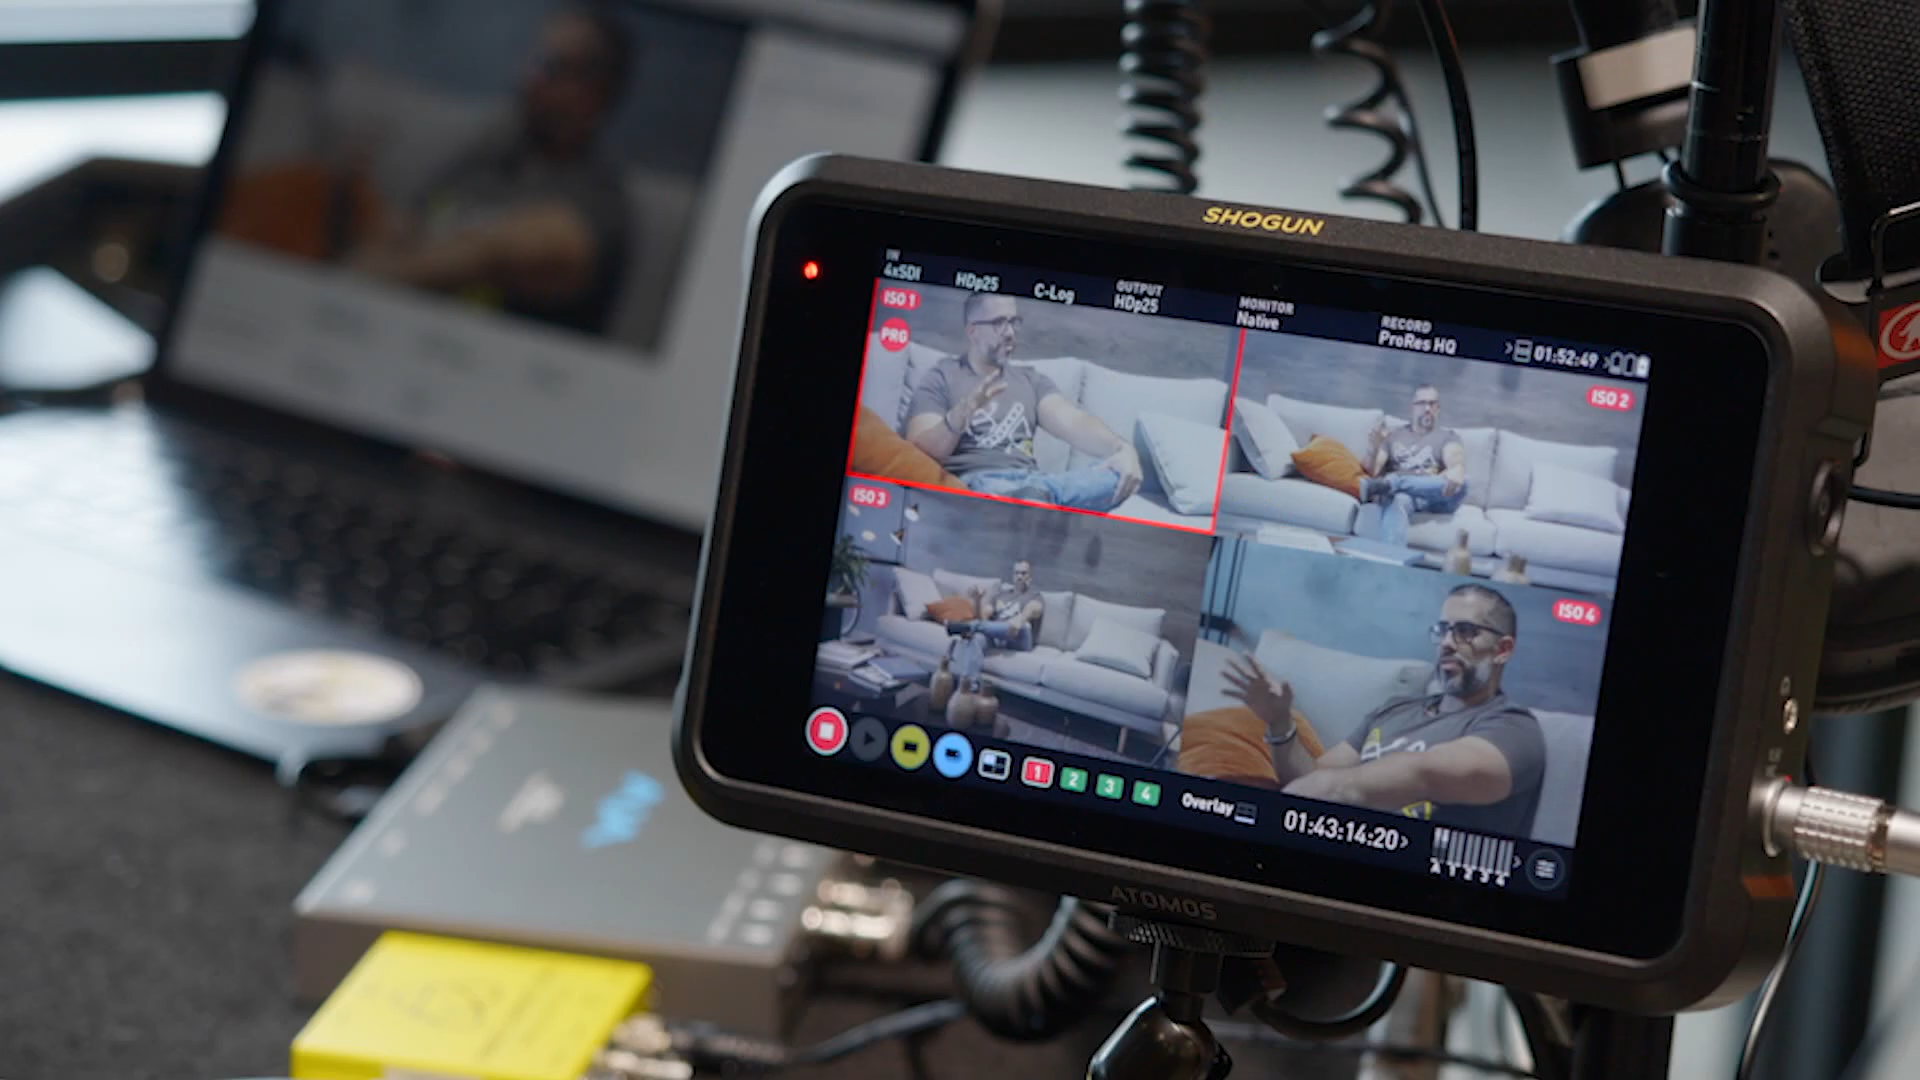 SHOGUN
IN
4xSDI
HDp25
C-Log
OUTPUT
HDp25
MONITOR
Native
RECORD
ProRes HQ
01:52:49
ISO 1
PRG
ISO 2
ISO 3
ISO 4
1
2
3
4
Overlay
01:43:14:20
A 1 2 3 4
ATOMOS